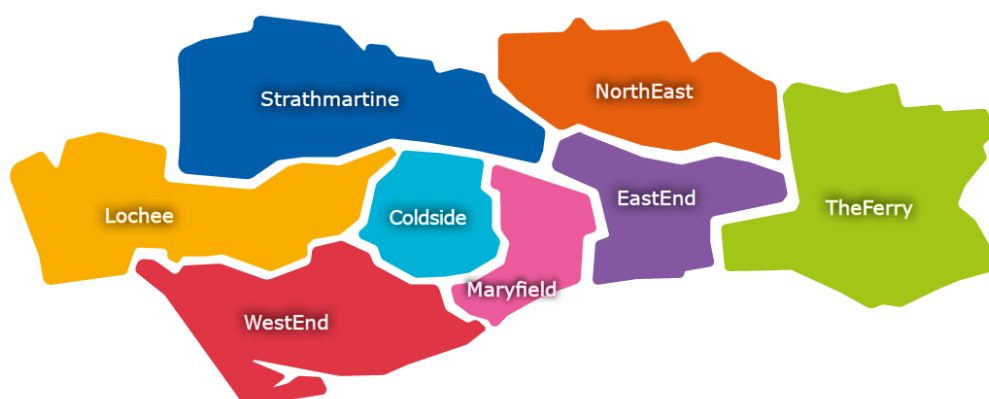 Strathmartine
NorthEast
Lochee
Coldside
EastEnd
TheFerry
Maryfield
WestEnd